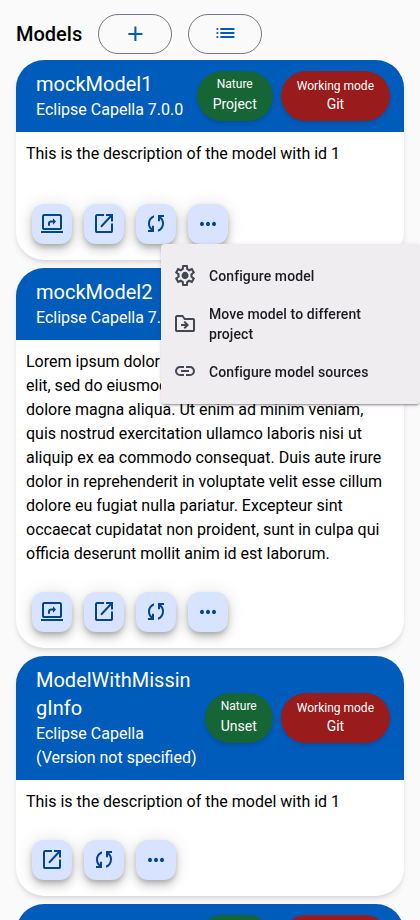 Models
mockModel1
Eclipse Capella 7.0.0
Nature
Project
Working mode
Git
This is the description of the model with id 1
Configure model
Move model to different
project
Configure model sources
mockModel2
Eclipse Capella 7.
Lorem ipsum dolor
elit, sed do eiusmo
dolore magna aliqua. Ut enim ad minim veniam,
quis nostrud exercitation ullamco laboris nisi ut
aliquip ex ea commodo consequat. Duis aute irure
dolor in reprehenderit in voluptate velit esse cillum
dolore eu fugiat nulla pariatur. Excepteur sint
occaecat cupidatat non proident, sunt in culpa qui
officia deserunt mollit anim id est laborum.
ModelWithMissin
gInfo
Eclipse Capella
(Version not specified)
Nature
Unset
Working mode
Git
This is the description of the model with id 1